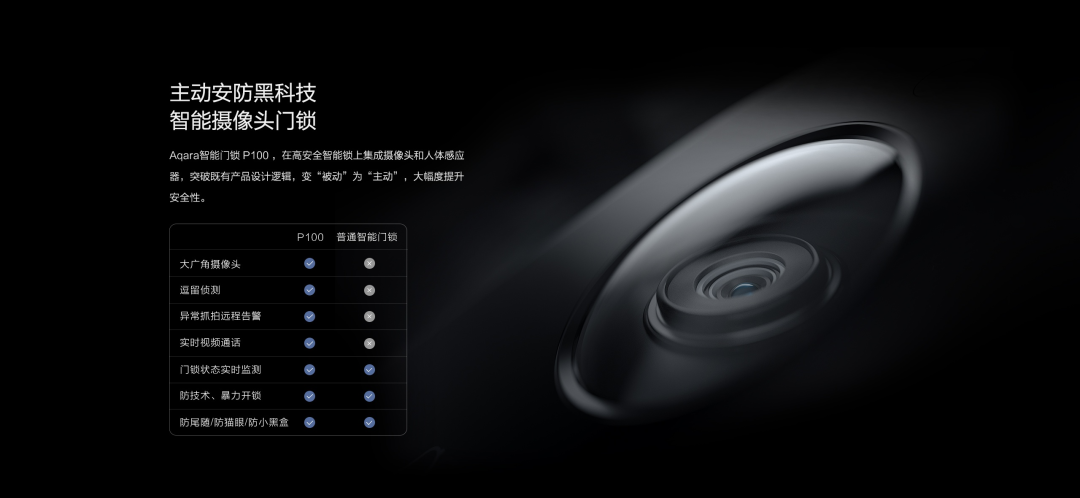 主动安防黑科技
智能摄像头门锁
Aqara智能门锁 P100 ，在高安全智能锁上集成摄像头和人体感应
器，突破既有产品设计逻辑，变“被动”为“主动”，大幅度提升
安全性。
P100 普通智能门锁
大广角摄像头
逗留侦测
异常抓拍远程告警
实时视频通话
门锁状态实时监测
防技术、暴力开锁
防尾随/防猫眼/防小黑盒